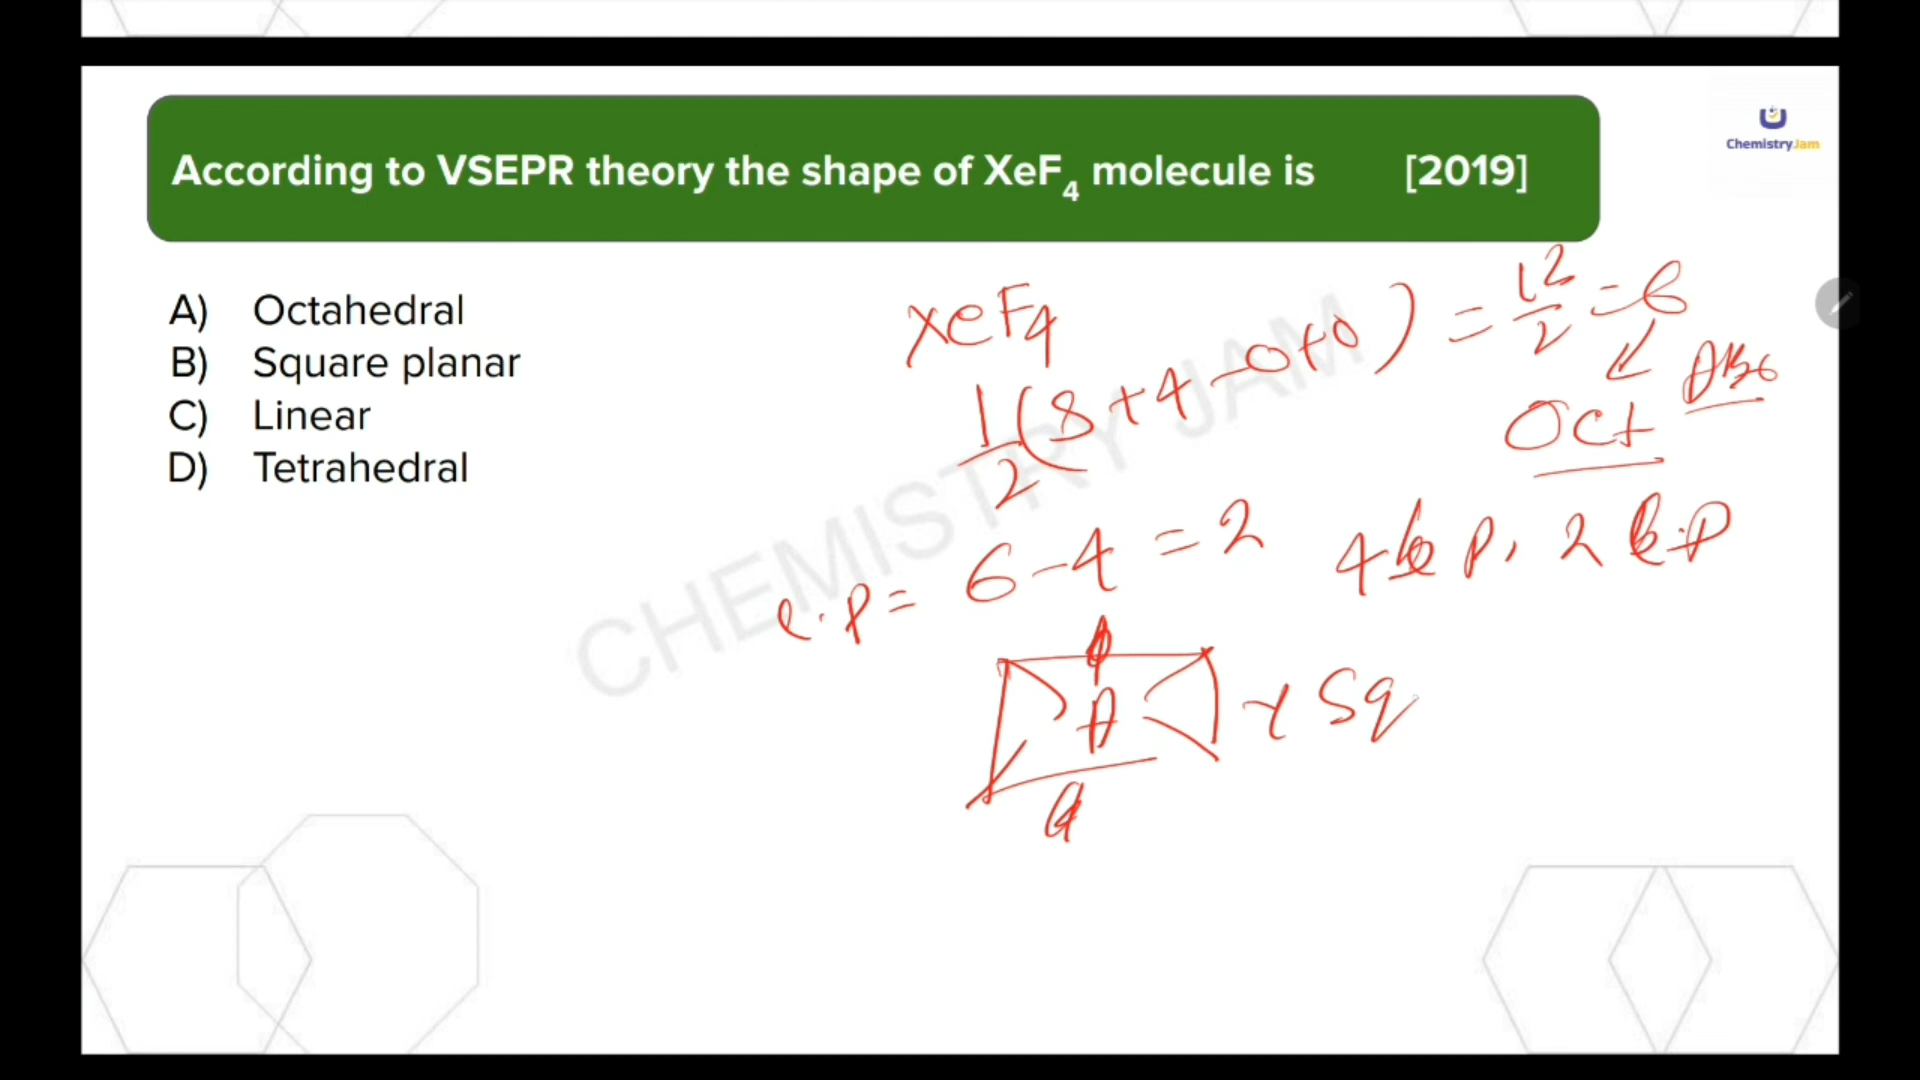 According to VSEPR theory the shape of XeF₄ molecule is [2019]
ChemistryJam
A) Octahedral
B) Square planar
C) Linear
D) Tetrahedral
XeF₄
1/2 (8+4-0+0) = 12/2 = 6
AB₆
Oct
l.p = 6-4 = 2
4 b p, 2 l.p
A
Sq
CHEMISTRY JAM